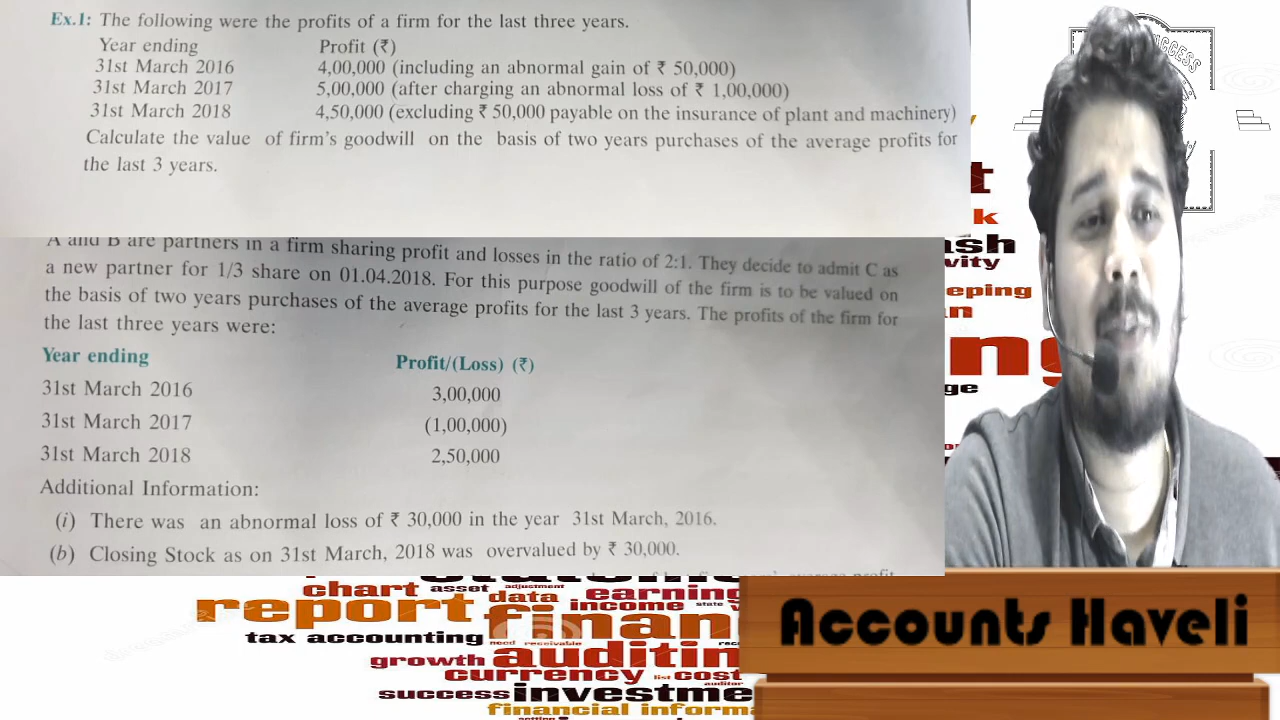 Ex.1: The following were the profits of a firm for the last three years.
Year ending Profit (₹)
31st March 2016 4,00,000 (including an abnormal gain of ₹ 50,000)
31st March 2017 5,00,000 (after charging an abnormal loss of ₹ 1,00,000)
31st March 2018 4,50,000 (excluding ₹ 50,000 payable on the insurance of plant and machinery)
Calculate the value of firm's goodwill on the basis of two years purchases of the average profits for
the last 3 years.
A and B are partners in a firm sharing profit and losses in the ratio of 2:1. They decide to admit C as
a new partner for 1/3 share on 01.04.2018. For this purpose goodwill of the firm is to be valued on
the basis of two years purchases of the average profits for the last 3 years. The profits of the firm for
the last three years were:
Year ending Profit/(Loss) (₹)
31st March 2016 3,00,000
31st March 2017 (1,00,000)
31st March 2018 2,50,000
Additional Information:
(i) There was an abnormal loss of ₹ 30,000 in the year 31st March, 2016.
(b) Closing Stock as on 31st March, 2018 was overvalued by ₹ 30,000.
chart asset adjustment earning
report data income state
tax accounting finan
growth auditin
currency list cost
success investme
financial informa
Accounts Haveli